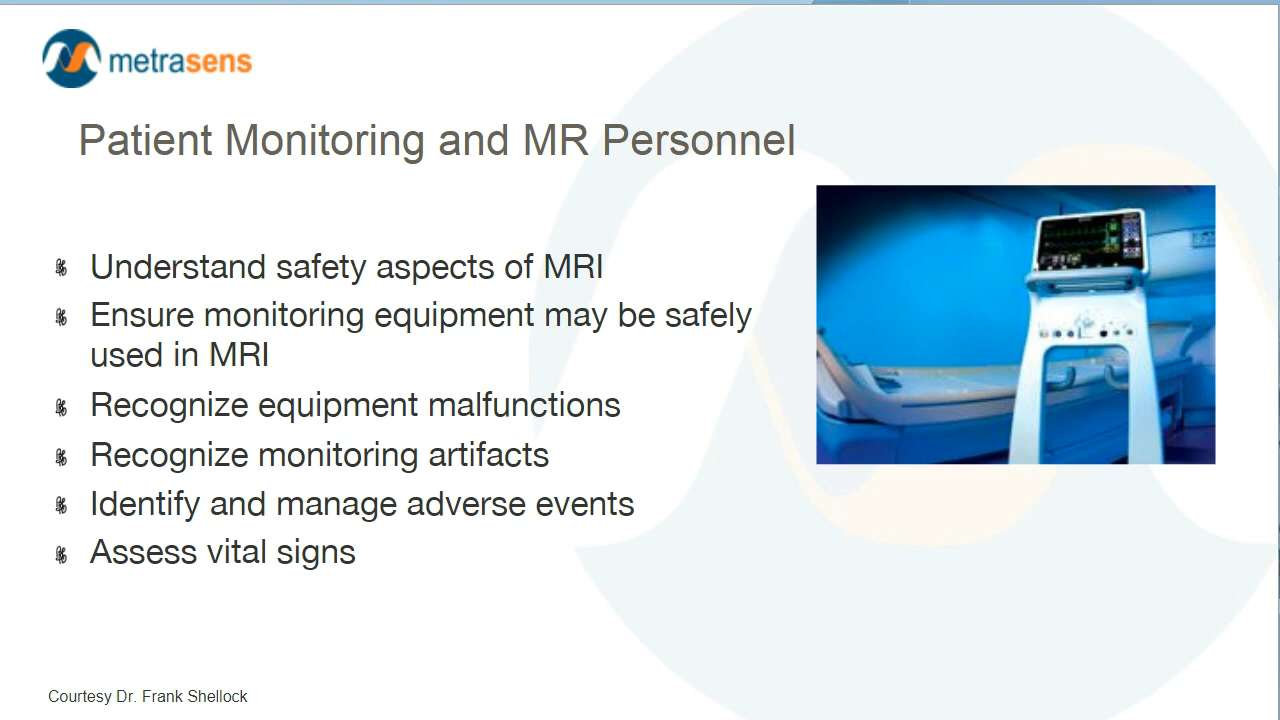 metrasens
Patient Monitoring and MR Personnel
Understand safety aspects of MRI
Ensure monitoring equipment may be safely
used in MRI
Recognize equipment malfunctions
Recognize monitoring artifacts
Identify and manage adverse events
Assess vital signs
Courtesy Dr. Frank Shellock